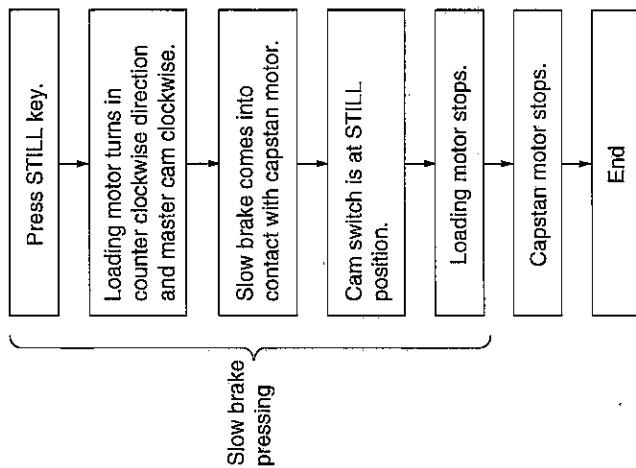 Press STILL key.
Loading motor turns in
counter clockwise direction
and master cam clockwise.
Slow brake comes into
contact with capstan motor.
Cam switch is at STILL
position.
Loading motor stops.
Capstan motor stops.
End
Slow brake
pressing